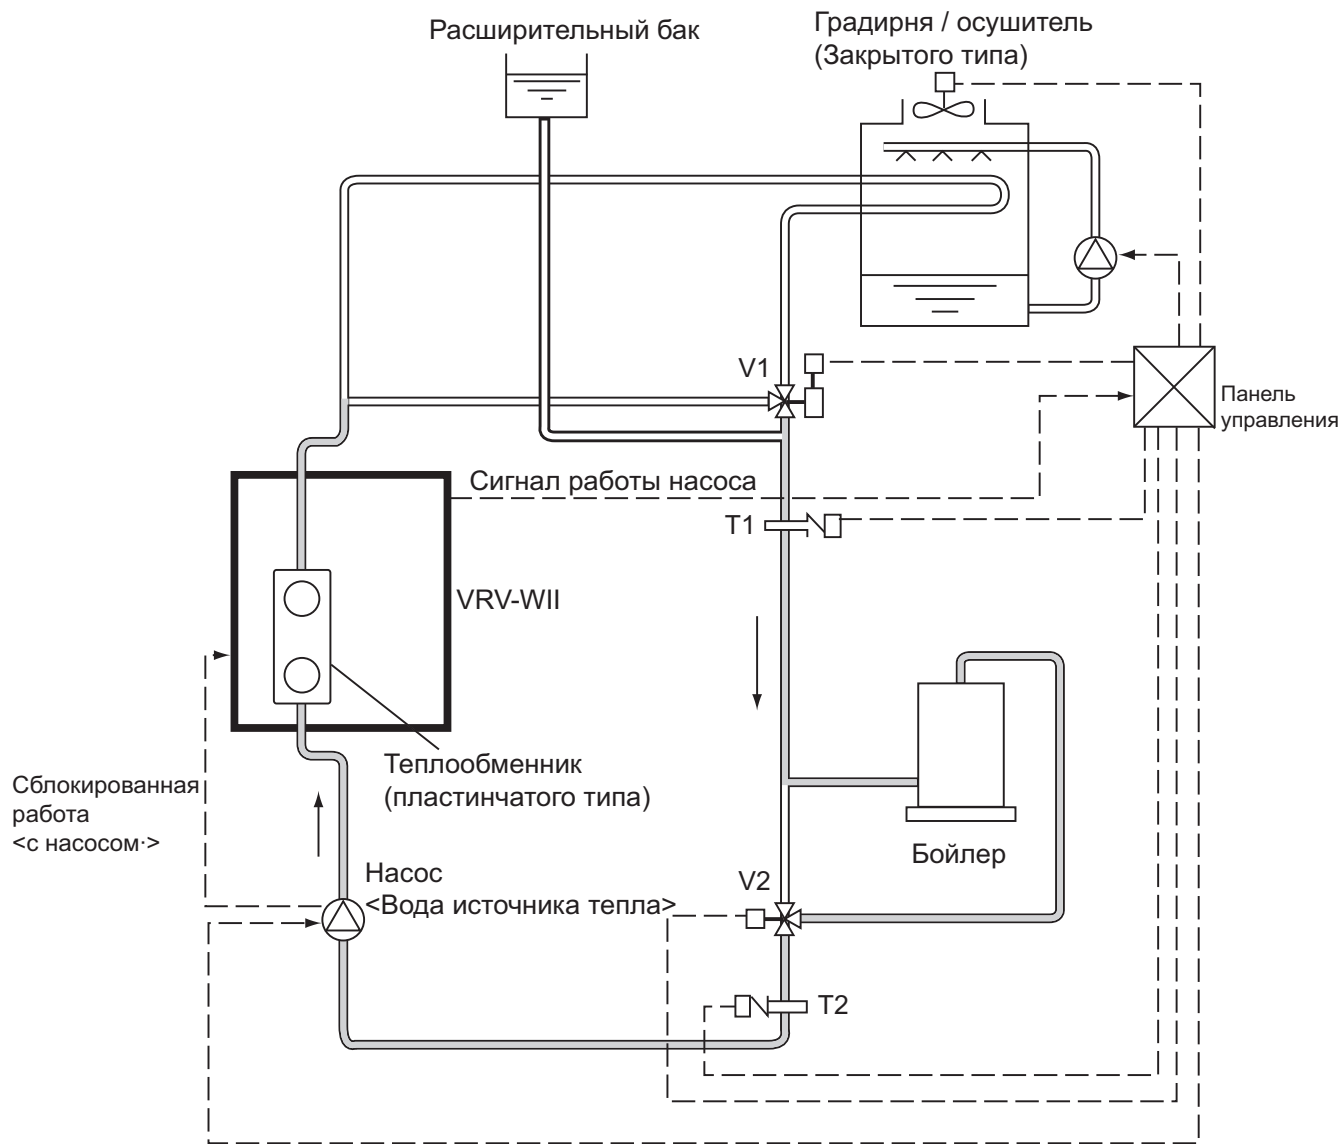 Градирня / осушитель
(Закрытого типа)
Расширительный бак
V1
Панель
управления
Сигнал работы насоса
T1
VRV-WII
Теплообменник
(пластинчатого типа)
Сблокированная
работа
<с насосом·>
Бойлер
Насос
<Вода источника тепла>
V2
T2